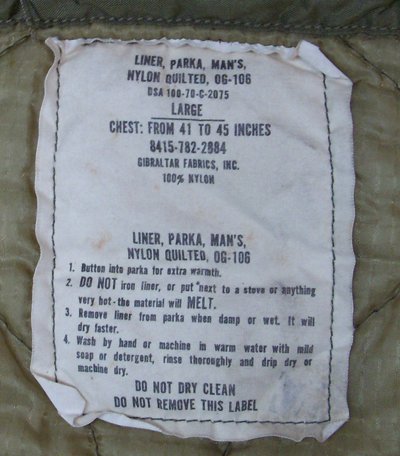 LINER, PARKA, MAN'S,
NYLON QUILTED, OG-106
DSA 100-70-C-2075
LARGE
CHEST: FROM 41 TO 45 INCHES
8415-782-2884
GIBRALTAR FABRICS, INC.
100% NYLON
LINER, PARKA, MAN'S,
NYLON QUILTED, OG-106
1. Button into parka for extra warmth.
2. DO NOT iron liner, or put next to a stove or anything
very hot-the material will MELT.
3. Remove liner from parka when damp or wet. It will
dry faster.
4. Wash by hand or machine in warm water with mild
soap or detergent, rinse thoroughly and drip dry or
machine dry.
DO NOT DRY CLEAN
DO NOT REMOVE THIS LABEL